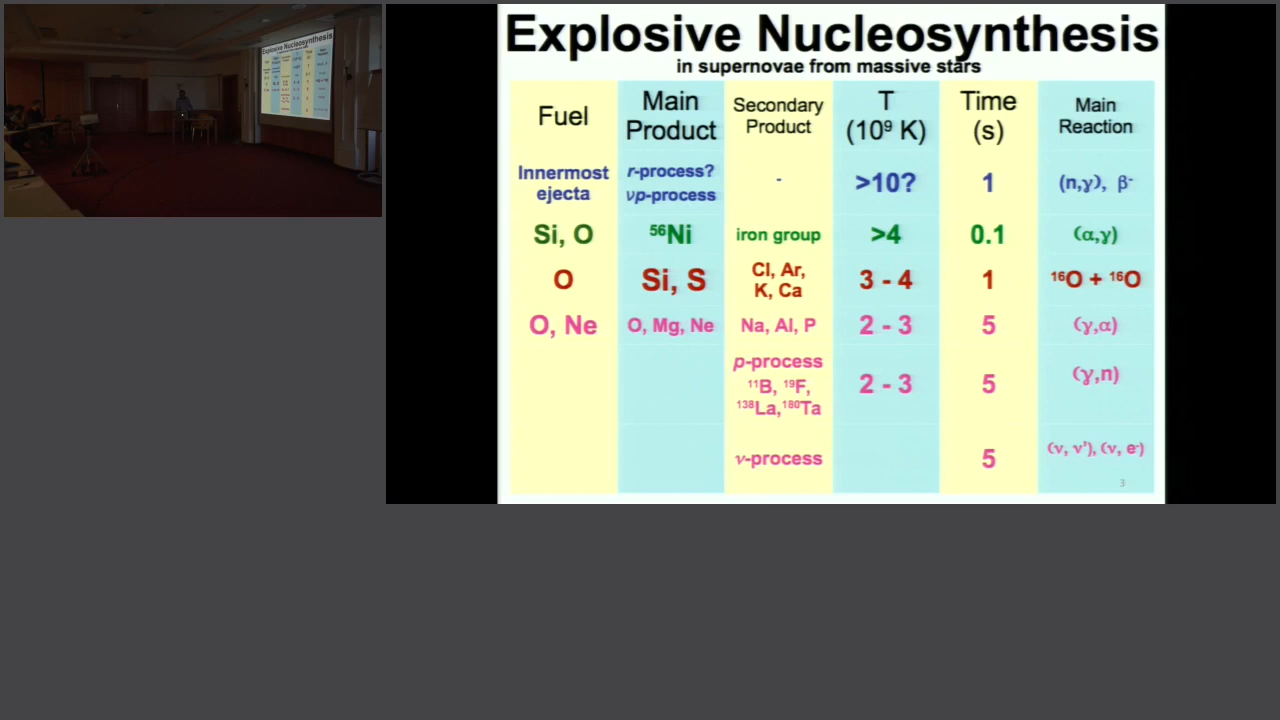 Explosive Nucleosynthesis
in supernovae from massive stars
Fuel
Main Product
Secondary Product
T (10⁹ K)
Time (s)
Main Reaction
Innermost ejecta
r-process? νp-process
-
>10?
1
(n,γ), β⁻
Si, O
⁵⁶Ni
iron group
>4
0.1
(α,γ)
O
Si, S
Cl, Ar, K, Ca
3 - 4
1
¹⁶O + ¹⁶O
O, Ne
O, Mg, Ne
Na, Al, P
2 - 3
5
(γ,α)
p-process
¹¹B, ¹⁹F,
¹³⁸La,¹⁸⁰Ta
2 - 3
5
(γ,n)
ν-process
5
(ν, ν'), (ν, e⁻)
3
Explosive Nucleosynthesis